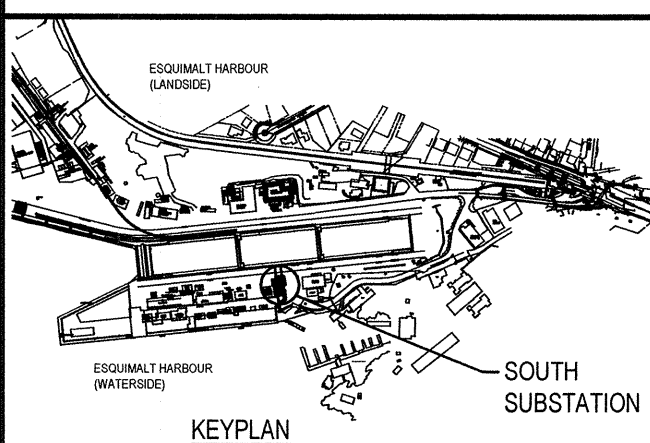 ESQUIMALT HARBOUR
(LANDSIDE)
ESQUIMALT HARBOUR
(WATERSIDE)
SOUTH
SUBSTATION
KEYPLAN